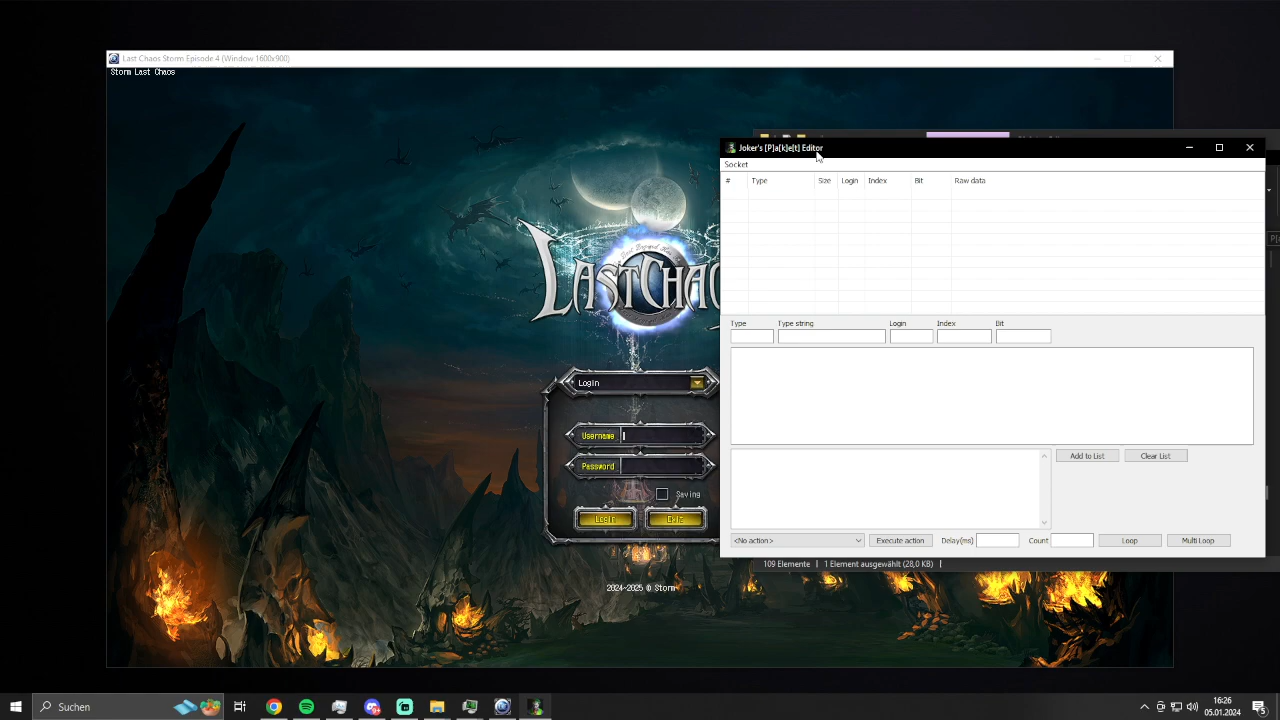 Last Chaos Storm Episode 4 (Window 1600x900)
Storm Last Chaos
LASTCHAO
Login
Username
Password
Saving
Login
Exit
2024-2025 © Storm
Joker's [P]a[k]e[t] Editor
Socket
# Type Size Login Index Bit Raw data
Type Type string Login Index Bit
Add to List Clear List
<No action> Execute action Delay(ms) Count Loop Multi Loop
109 Elemente 1 Element ausgewählt (28,0 KB)
Suchen
16:26
05.01.2024
5